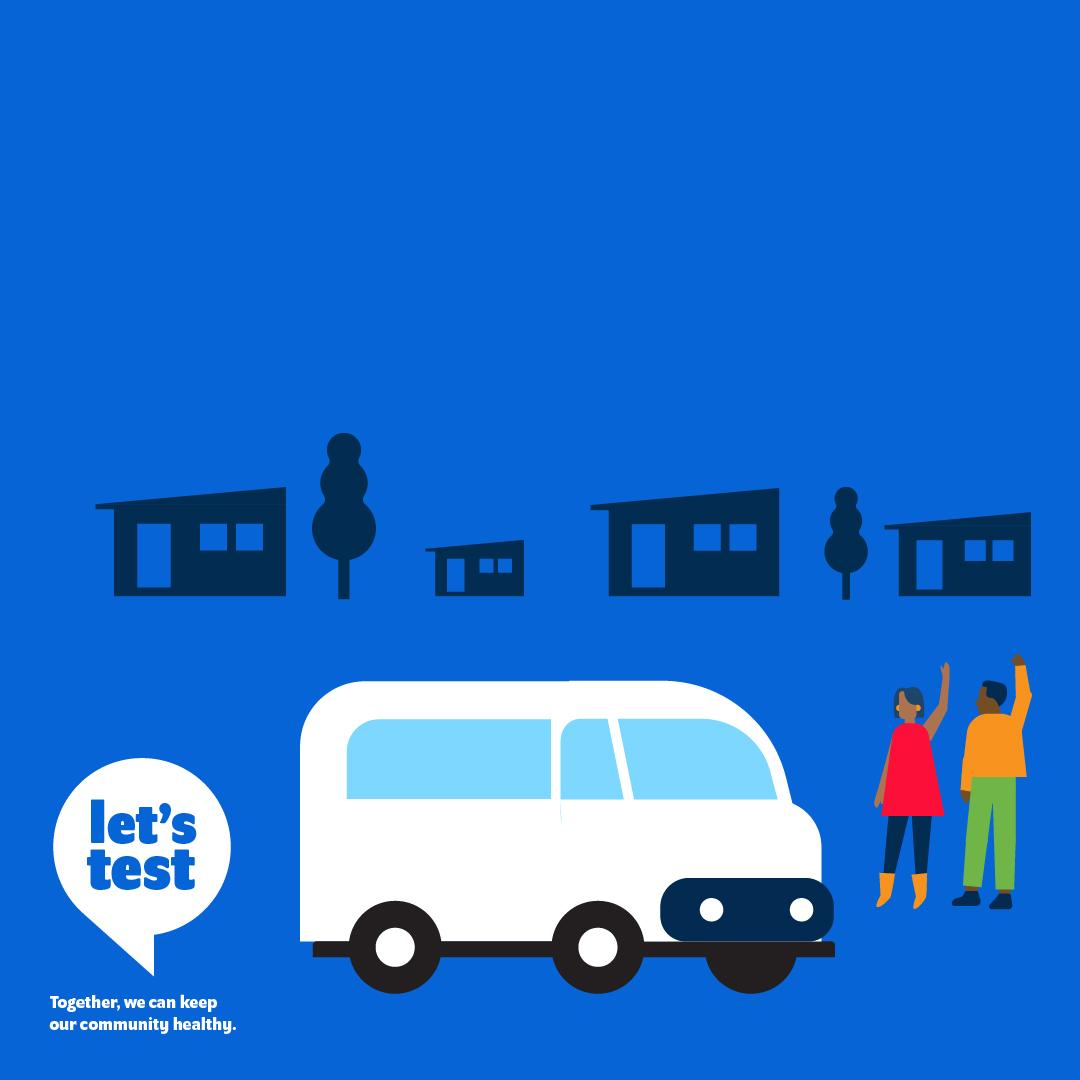 let’s
test
Together, we can keep
our community healthy.